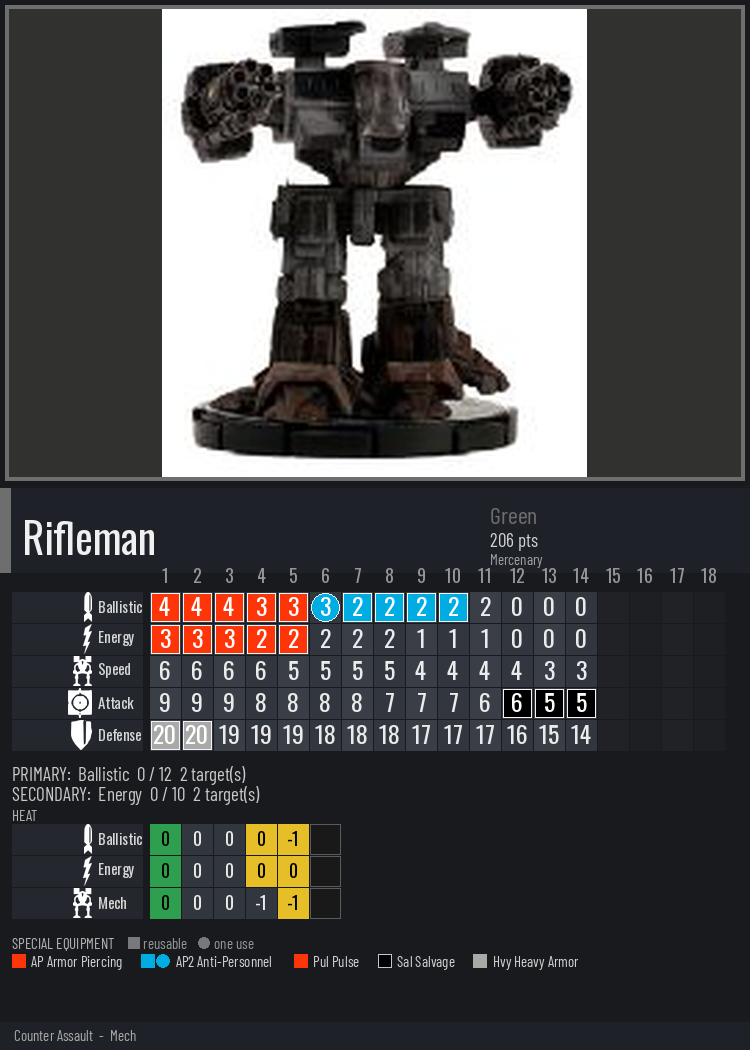 Rifleman
Green
206 pts
Mercenary
1 2 3 4 5 6 7 8 9 10 11 12 13 14 15 16 17 18
Ballistic 4 4 4 3 3 3 2 2 2 2 2 0 0 0
Energy 3 3 3 2 2 2 2 2 1 1 1 0 0 0
Speed 6 6 6 6 5 5 5 5 4 4 4 4 3 3
Attack 9 9 9 8 8 8 8 7 7 7 6 6 5 5
Defense 20 20 19 19 19 18 18 18 17 17 17 16 15 14
PRIMARY: Ballistic 0 / 12 2 target(s)
SECONDARY: Energy 0 / 10 2 target(s)
HEAT
Ballistic 0 0 0 0 -1
Energy 0 0 0 0 0
Mech 0 0 0 -1 -1
SPECIAL EQUIPMENT reusable one use
AP Armor Piercing AP2 Anti-Personnel Pul Pulse Sal Salvage Hvy Heavy Armor
Counter Assault - Mech